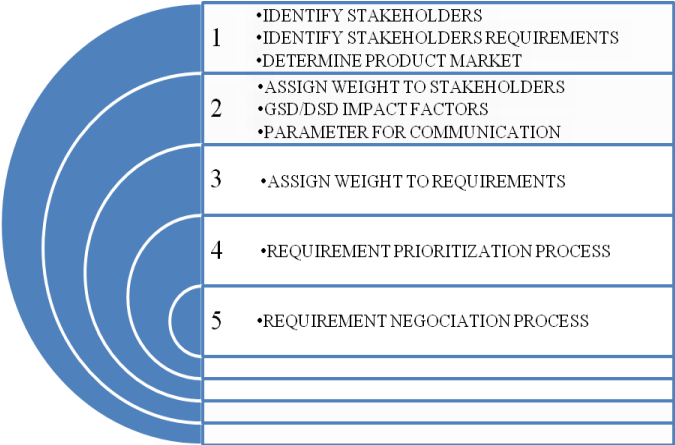 1
•IDENTIFY STAKEHOLDERS
•IDENTIFY STAKEHOLDERS REQUIREMENTS
•DETERMINE PRODUCT MARKET
2
•ASSIGN WEIGHT TO STAKEHOLDERS
•GSD/DSD IMPACT FACTORS
•PARAMETER FOR COMMUNICATION
3
•ASSIGN WEIGHT TO REQUIREMENTS
4
•REQUIREMENT PRIORITIZATION PROCESS
5
•REQUIREMENT NEGOCIATION PROCESS